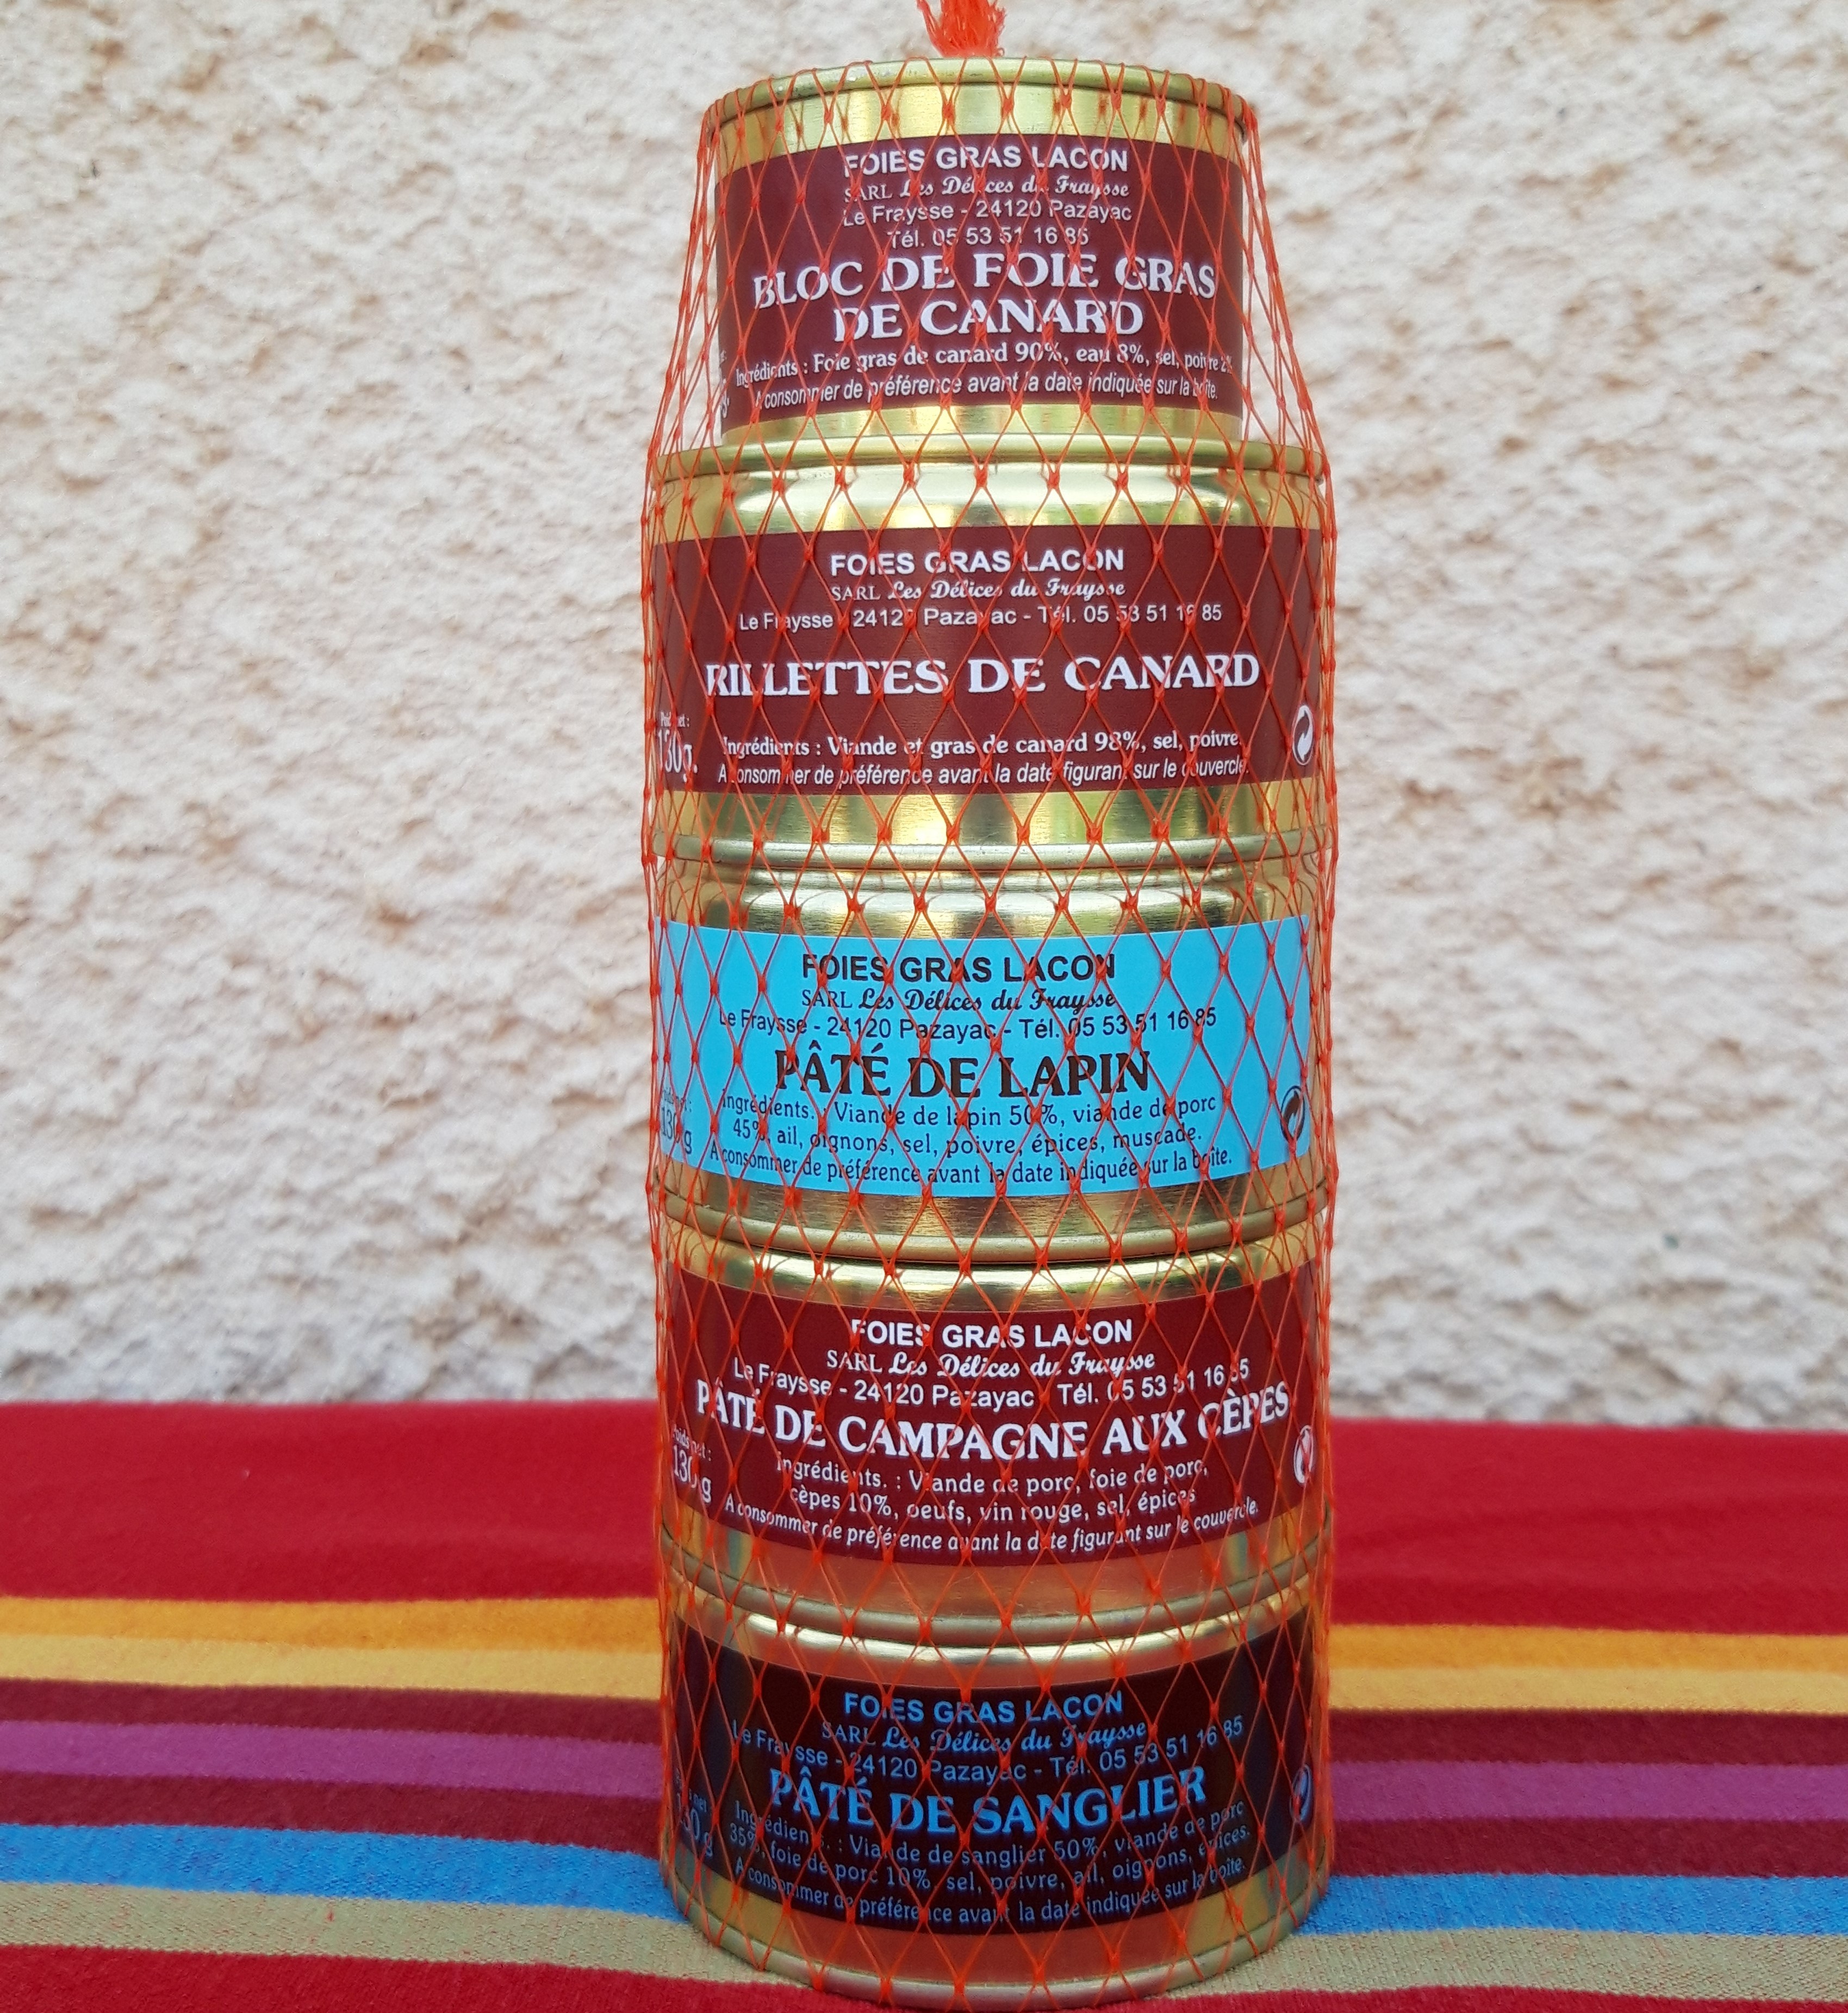 FOIES GRAS LACON
SARL Les Délices du Fraysse
Le Fraysse - 24120 Pazayac
Tél. 05 53 51 16 85
BLOC DE FOIE GRAS
DE CANARD
Ingrédients : Foie gras de canard 90%, eau 8%, sel, poivre 2%
A consommer de préférence avant la date indiquée sur la boîte.
FOIES GRAS LACON
SARL Les Délices du Fraysse
Le Fraysse - 24120 Pazayac - Tél. 05 53 51 16 85
RILLETTES DE CANARD
Poids net :
130g.
Ingrédients : Viande et gras de canard 98%, sel, poivre.
A consommer de préférence avant la date figurant sur le couvercle.
FOIES GRAS LACON
SARL Les Délices du Fraysse
Le Fraysse - 24120 Pazayac - Tél. 05 53 51 16 85
PÂTÉ DE LAPIN
Poids net :
130 g
Ingrédients. : Viande de lapin 50%, viande de porc
45%, ail, oignons, sel, poivre, épices, muscade.
A consommer de préférence avant la date indiquée sur la boîte.
FOIES GRAS LACON
SARL Les Délices du Fraysse
Le Fraysse - 24120 Pazayac - Tél. 05 53 51 16 85
PÂTÉ DE CAMPAGNE AUX CÈPES
Poids net :
130 g
Ingrédients. : Viande de porc, foie de porc,
cèpes 10%, oeufs, vin rouge, sel, épices
A consommer de préférence avant la date figurant sur le couvercle.
FOIES GRAS LACON
SARL Les Délices du Fraysse
Le Fraysse - 24120 Pazayac - Tél. 05 53 51 16 85
PÂTÉ DE SANGLIER
Poids net :
130 g
Ingrédients. : Viande de sanglier 50%, viande de porc
35%, foie de porc 10%, sel, poivre, ail, oignons, épices.
A consommer de préférence avant la date indiquée sur la boîte.